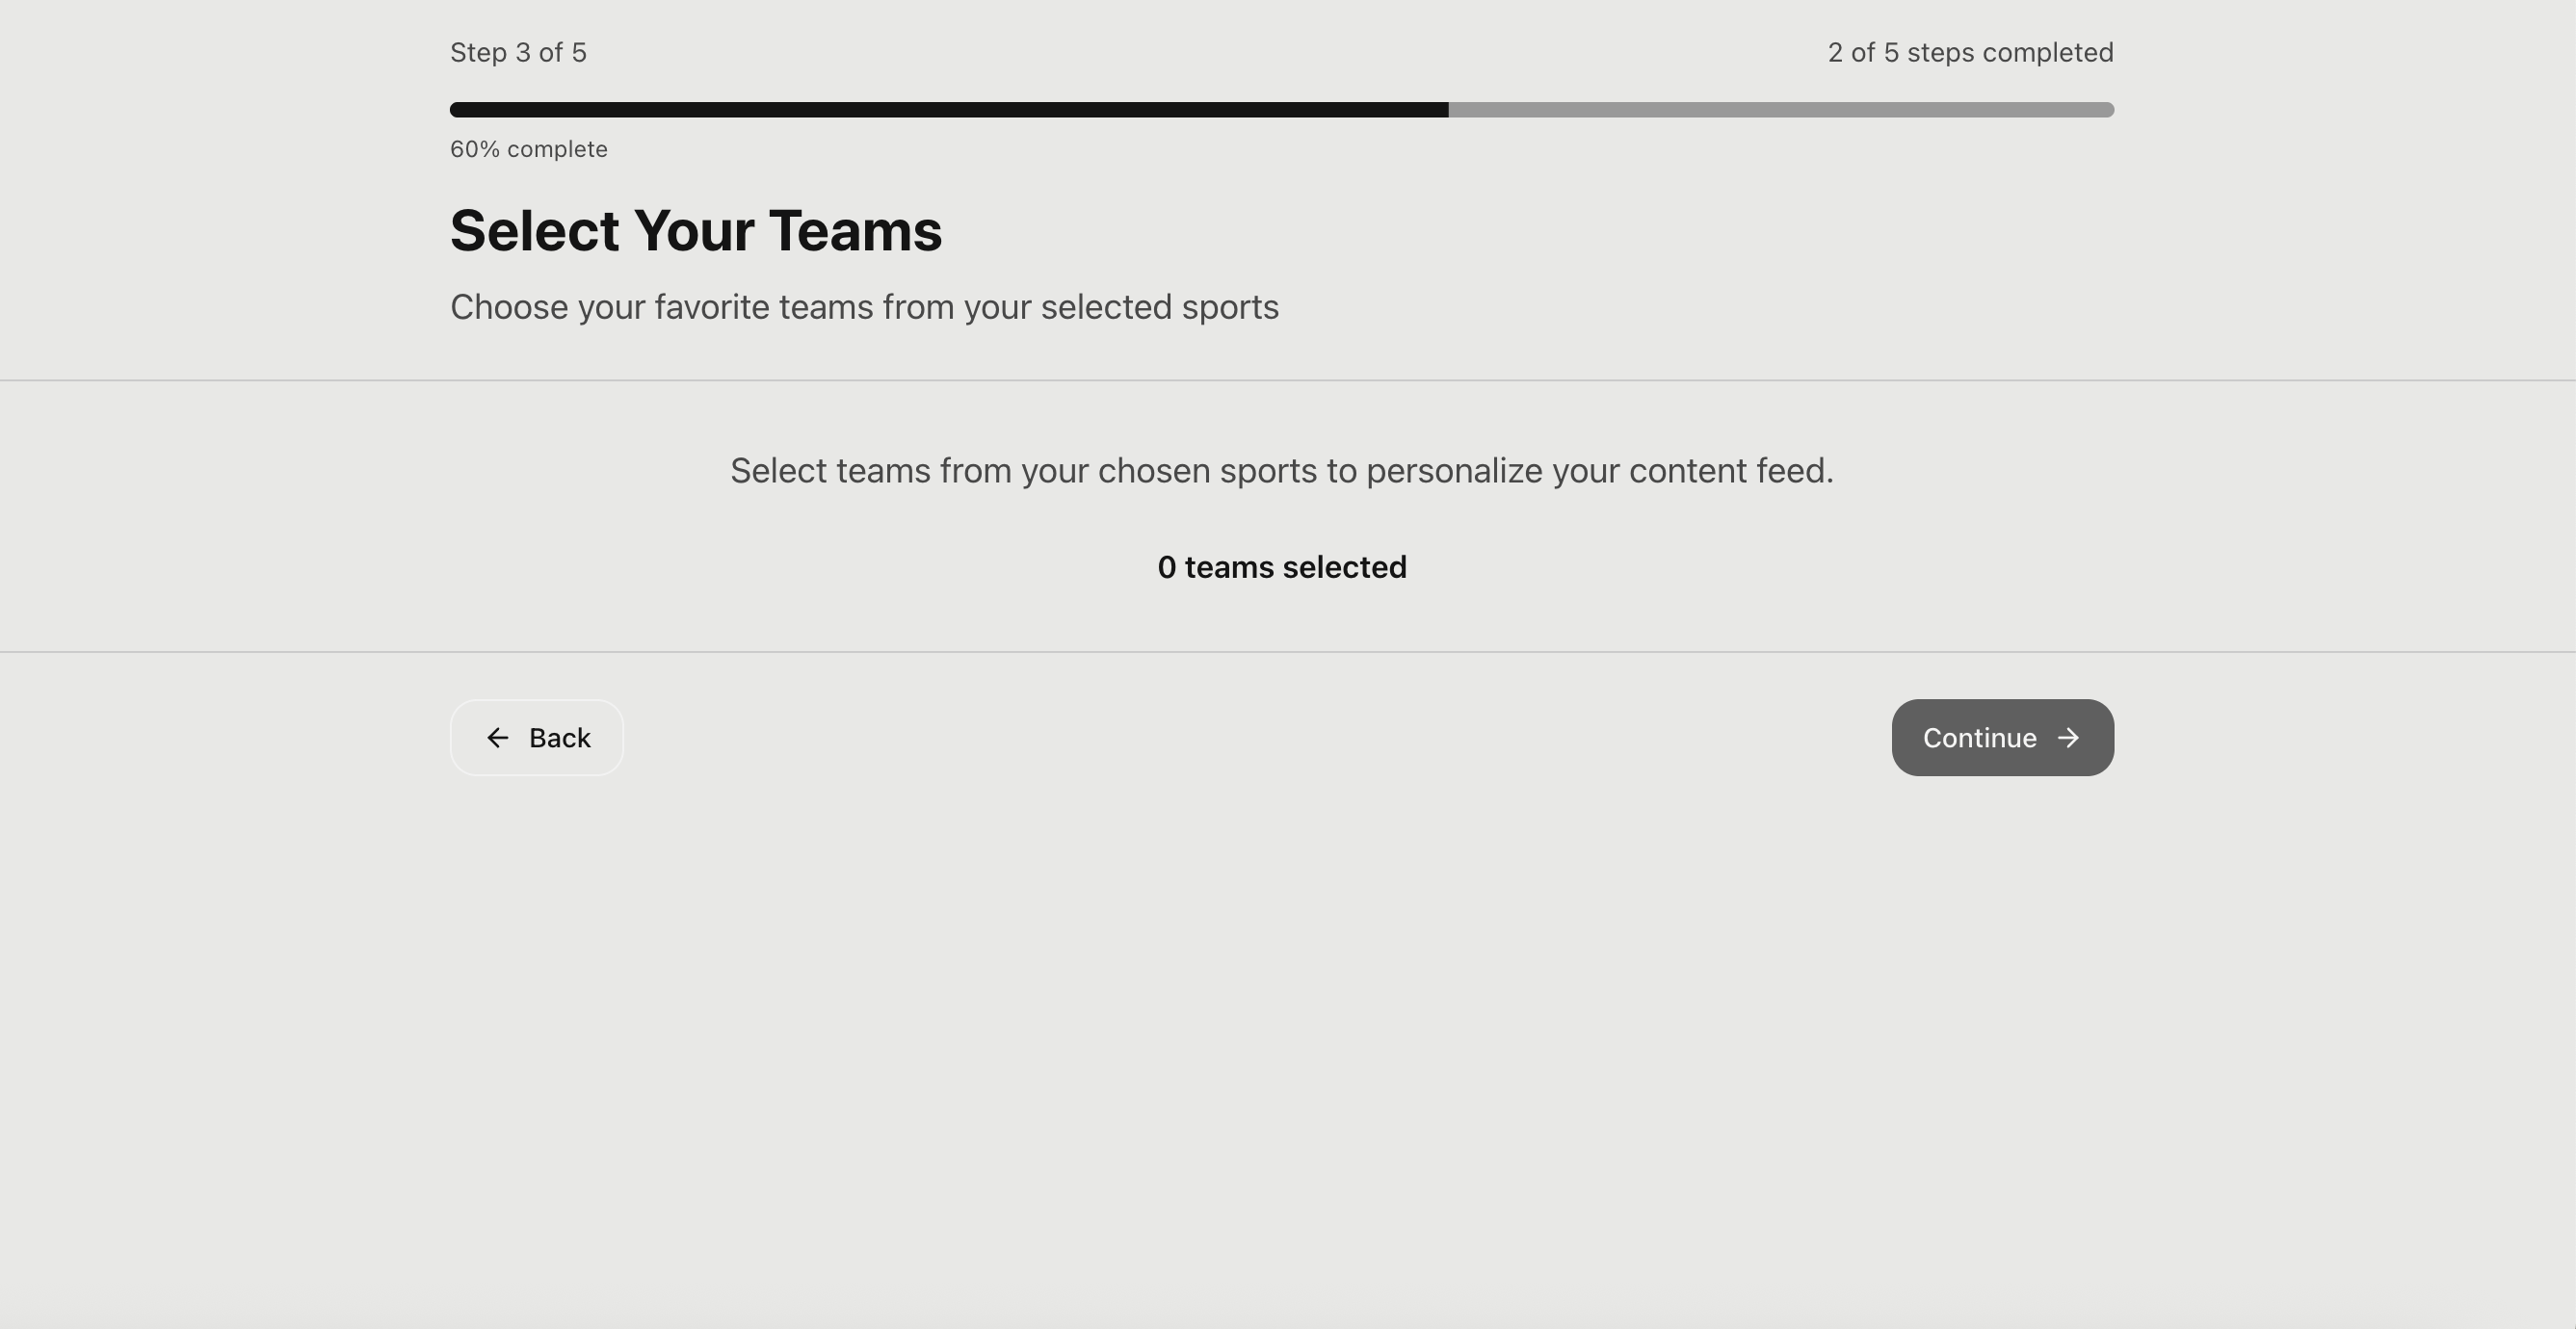 Step 3 of 5
2 of 5 steps completed
60% complete
Select Your Teams
Choose your favorite teams from your selected sports
Select teams from your chosen sports to personalize your content feed.
0 teams selected
Back
Continue